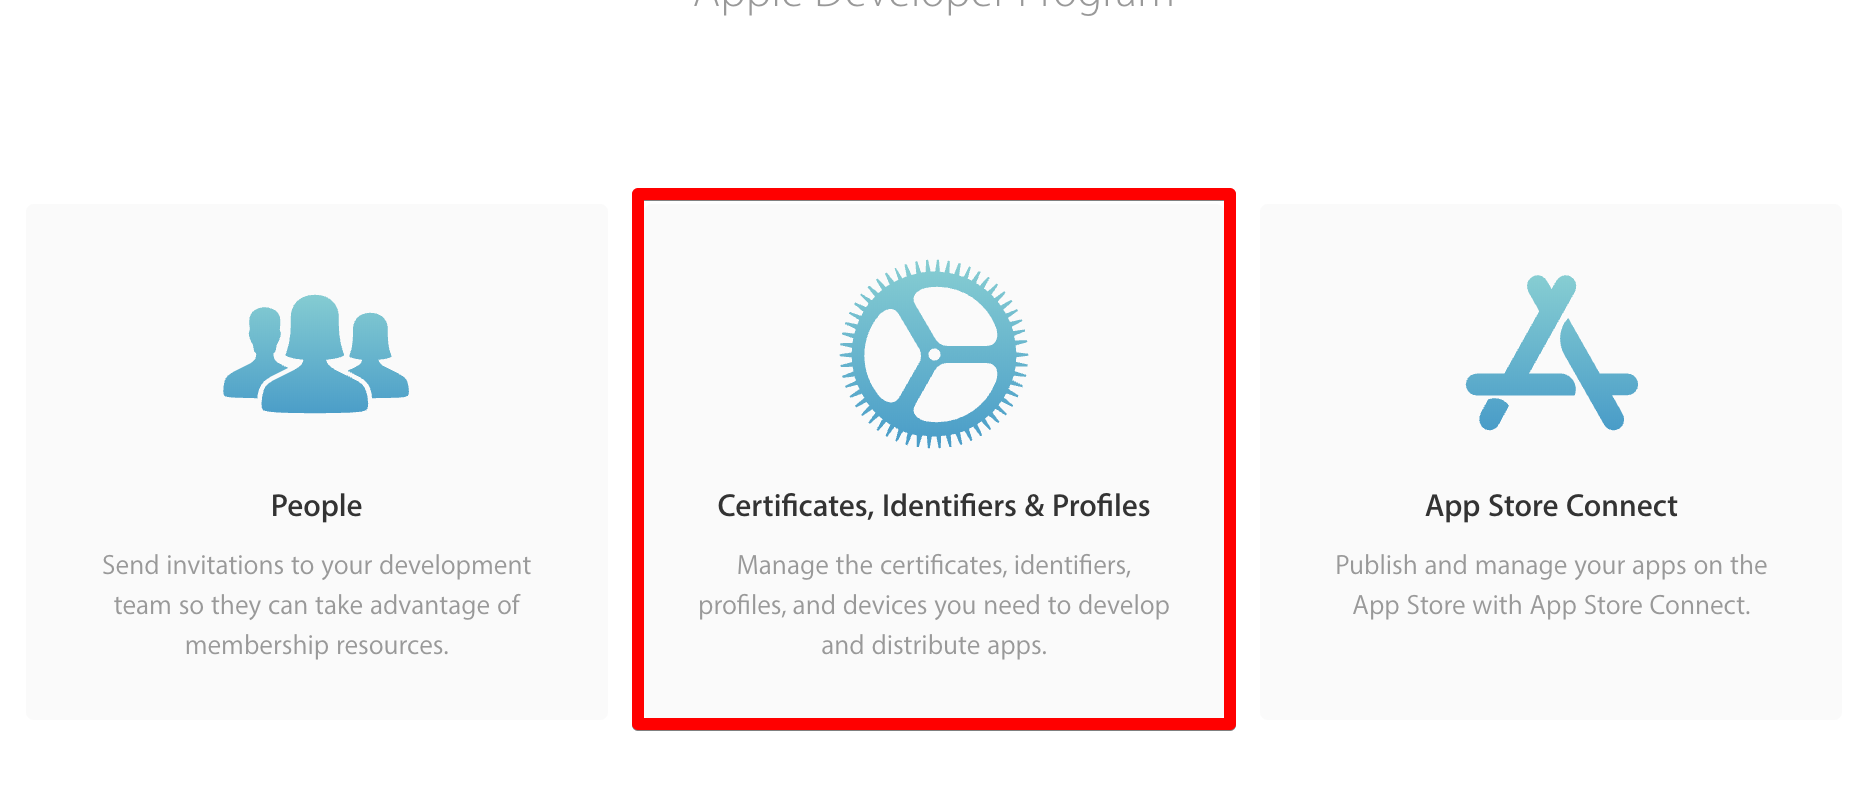 Apple Developer Program
People
Send invitations to your development
team so they can take advantage of
membership resources.
Certificates, Identifiers & Profiles
Manage the certificates, identifiers,
profiles, and devices you need to develop
and distribute apps.
App Store Connect
Publish and manage your apps on the
App Store with App Store Connect.